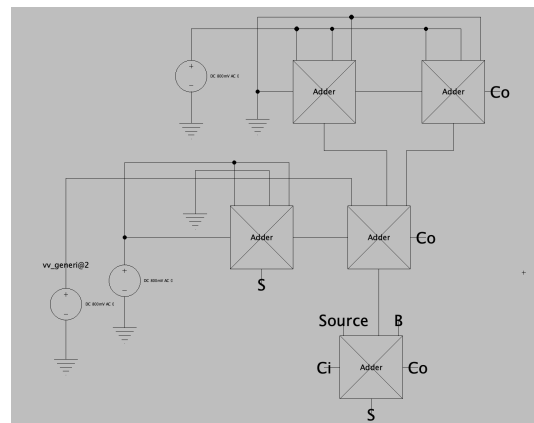 DC 800mV AC 0
Adder
Adder
Co
Adder
Adder
Co
vv_generi@2
DC 800mV AC 0
S
DC 800mV AC 0
Source
B
Ci
Adder
Co
S